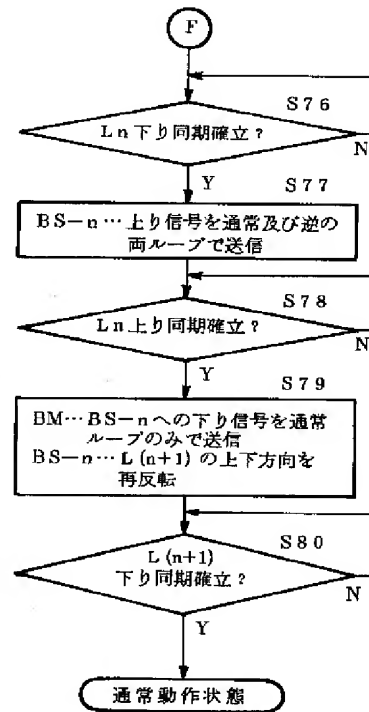 F
S76
Ln下り同期確立?
N
Y
S77
BS-n…上り信号を通常及び逆の
両ループで送信
S78
Ln上り同期確立?
N
Y
S79
BM…BS-nへの下り信号を通常
ループのみで送信
BS-n…L(n+1)の上下方向を
再反転
S80
L(n+1)
下り同期確立?
N
Y
通常動作状態